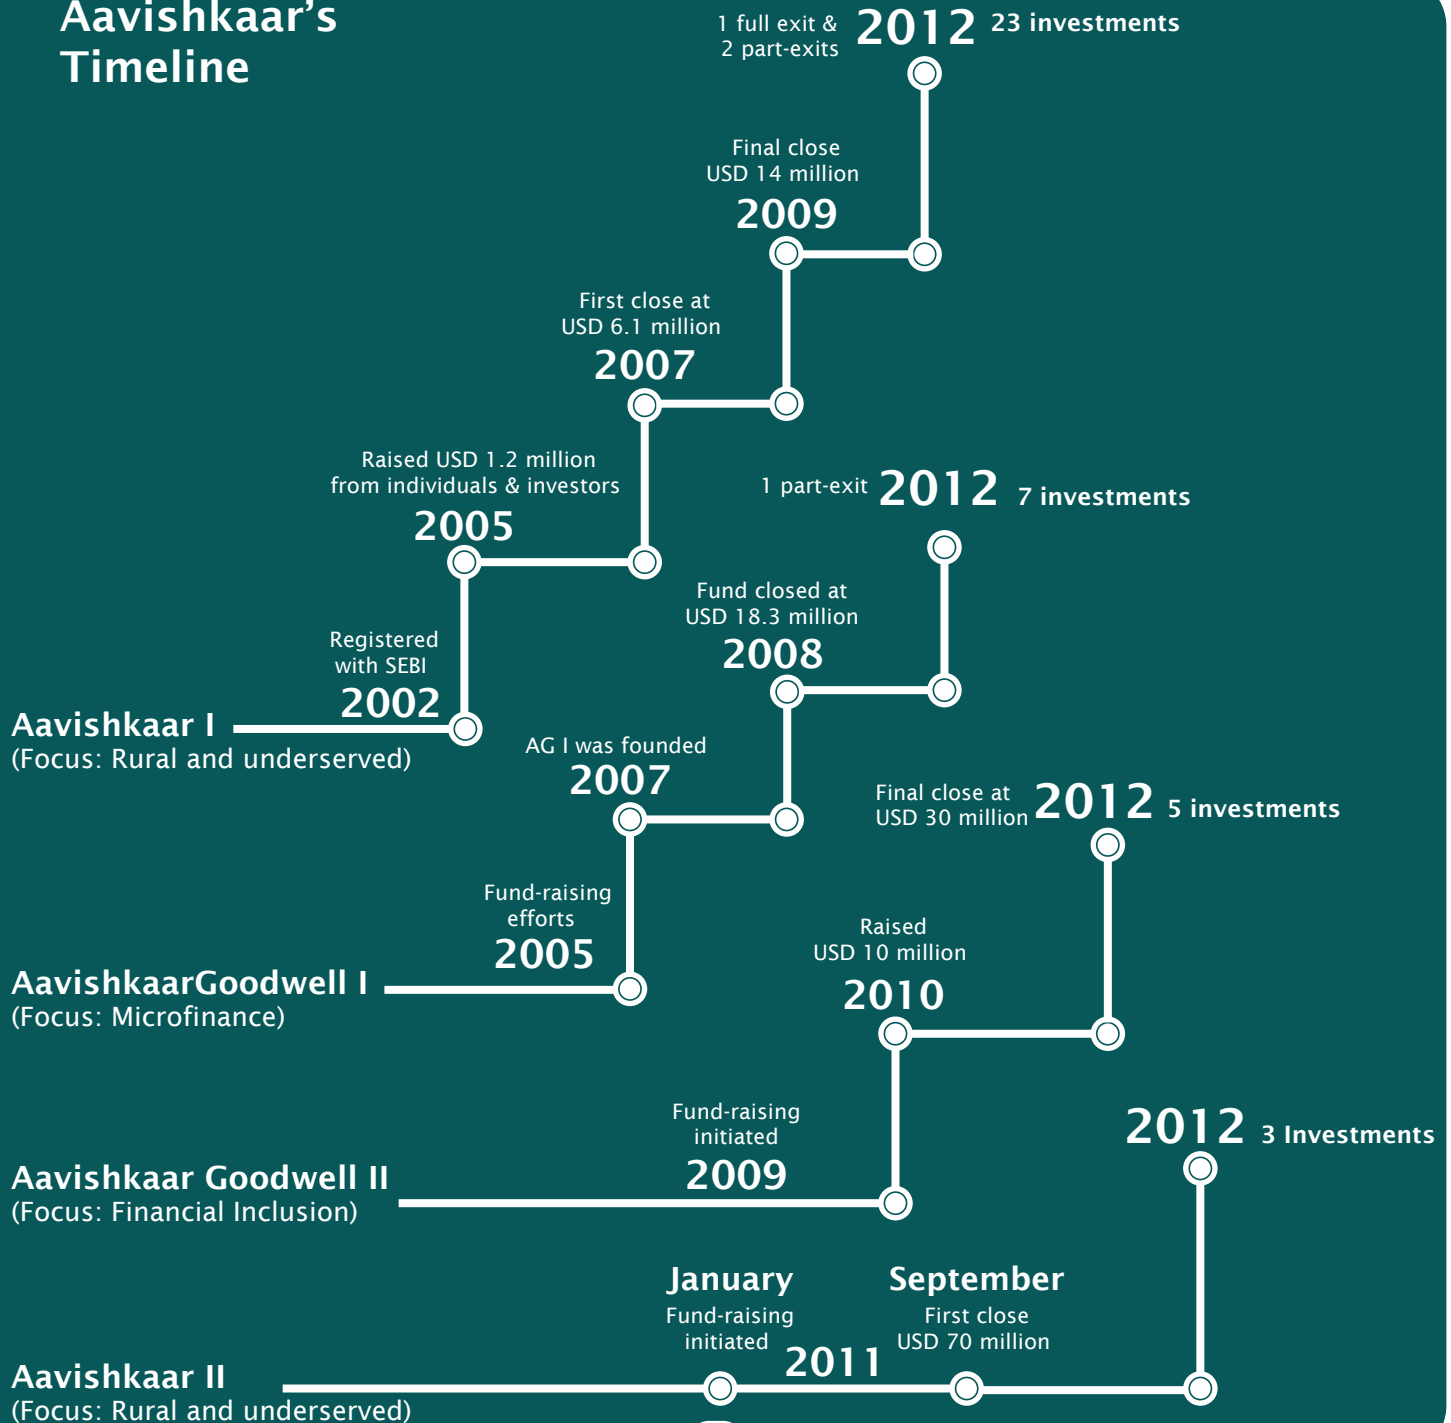 Aavishkaar's
Timeline
1 full exit &
2 part-exits
2012
23 investments
Final close
USD 14 million
2009
First close at
USD 6.1 million
2007
Raised USD 1.2 million
from individuals & investors
2005
Registered
with SEBI
2002
Aavishkaar I
(Focus: Rural and underserved)
1 part-exit
2012
7 investments
Fund closed at
USD 18.3 million
2008
AG I was founded
2007
Fund-raising
efforts
2005
AavishkaarGoodwell I
(Focus: Microfinance)
Final close at
USD 30 million
2012
5 investments
Raised
USD 10 million
2010
Fund-raising
initiated
2009
Aavishkaar Goodwell II
(Focus: Financial Inclusion)
2012
3 Investments
January
Fund-raising
initiated
2011
September
First close
USD 70 million
Aavishkaar II
(Focus: Rural and underserved)